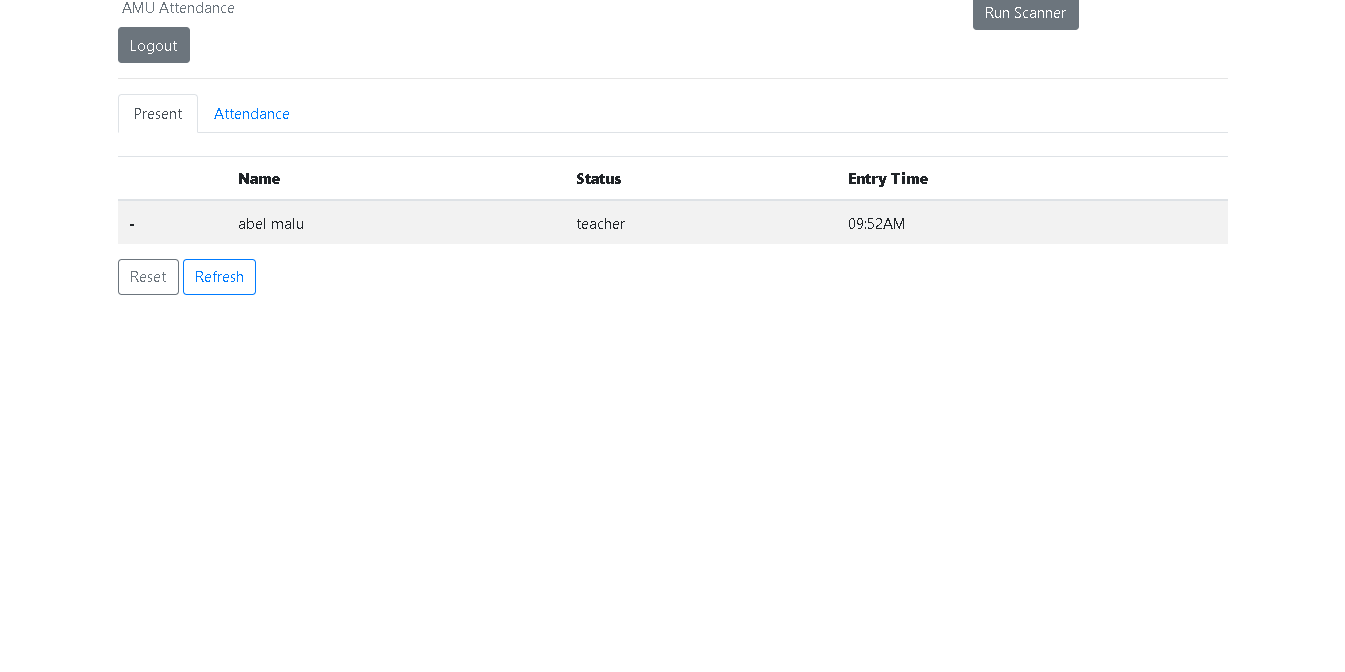 AMU Attendance
Run Scanner
Logout
Present Attendance
Name Status Entry Time
- abel malu teacher 09:52AM
Reset Refresh